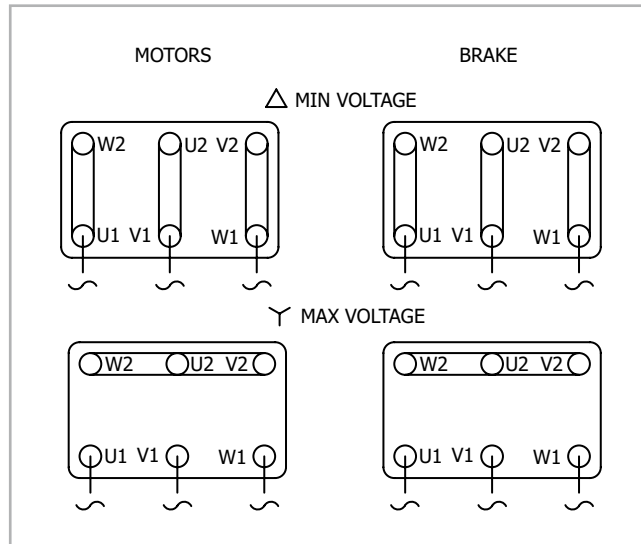 MOTORS BRAKE
△ MIN VOLTAGE
W2 U2 V2 W2 U2 V2
U1 V1 W1 U1 V1 W1
MAX VOLTAGE
W2 U2 V2 W2 U2 V2
U1 V1 W1 U1 V1 W1